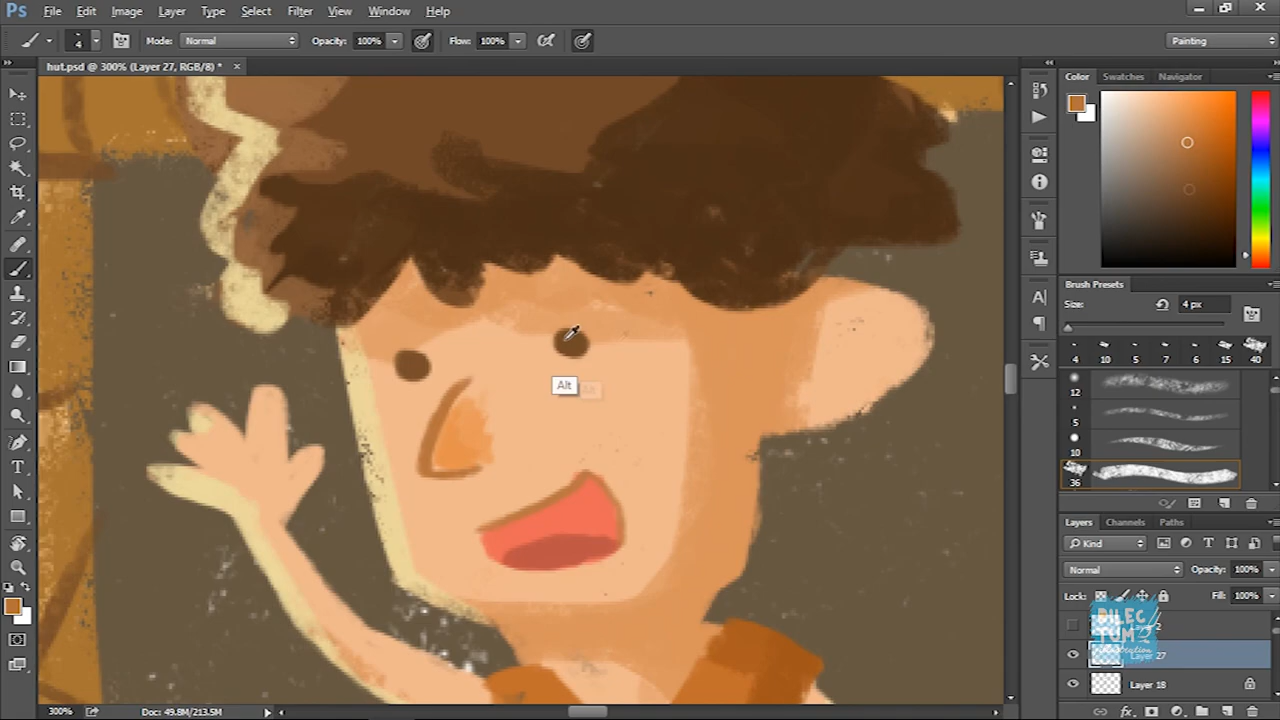 Ps File Edit Image Layer Type Select Filter View Window Help
4 Mode: Normal Opacity: 100% Flow: 100% Painting
hut.psd @ 300% (Layer 27, RGB/8) * ×
Color Swatches Navigator
Brush Presets
Size: 4 px
4 10 5 7 6 15 40
12
5
10
36
Alt
Layers Channels Paths
Kind
Normal Opacity: 100%
Lock: Fill: 100%
DILEC
TUM
illustration
Layer 27
Layer 18
300% Doc: 49.8M/213.5M